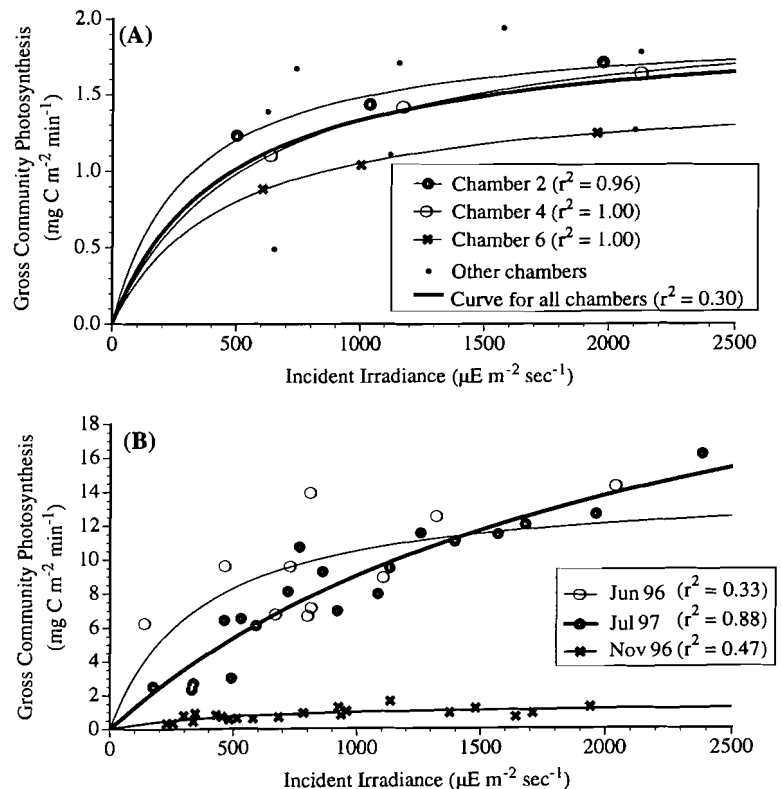 (A)
Gross Community Photosynthesis
(mg C m⁻² min⁻¹)
2.0
1.5
1.0
0.5
0.0
Chamber 2 (r² = 0.96)
Chamber 4 (r² = 1.00)
Chamber 6 (r² = 1.00)
Other chambers
Curve for all chambers (r² = 0.30)
0 500 1000 1500 2000 2500
Incident Irradiance (µE m⁻² sec⁻¹)
(B)
Gross Community Photosynthesis
(mg C m⁻² min⁻¹)
18
16
14
12
10
8
6
4
2
0
Jun 96 (r² = 0.33)
Jul 97 (r² = 0.88)
Nov 96 (r² = 0.47)
0 500 1000 1500 2000 2500
Incident Irradiance (µE m⁻² sec⁻¹)